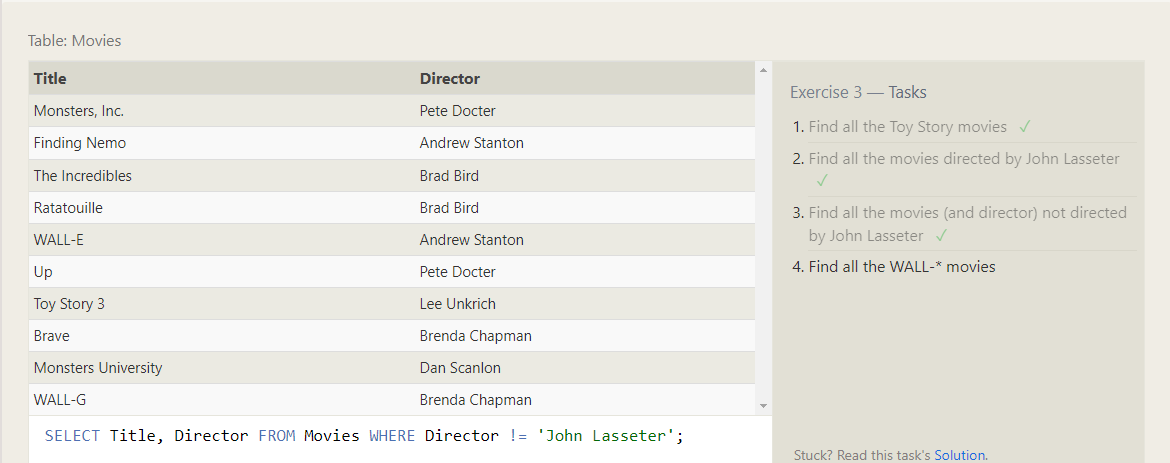 Table: Movies
Title Director
Monsters, Inc. Pete Docter
Finding Nemo Andrew Stanton
The Incredibles Brad Bird
Ratatouille Brad Bird
WALL-E Andrew Stanton
Up Pete Docter
Toy Story 3 Lee Unkrich
Brave Brenda Chapman
Monsters University Dan Scanlon
WALL-G Brenda Chapman
SELECT Title, Director FROM Movies WHERE Director != 'John Lasseter';
Exercise 3 — Tasks
1. Find all the Toy Story movies ✓
2. Find all the movies directed by John Lasseter
✓
3. Find all the movies (and director) not directed
by John Lasseter ✓
4. Find all the WALL-* movies
Stuck? Read this task's Solution.